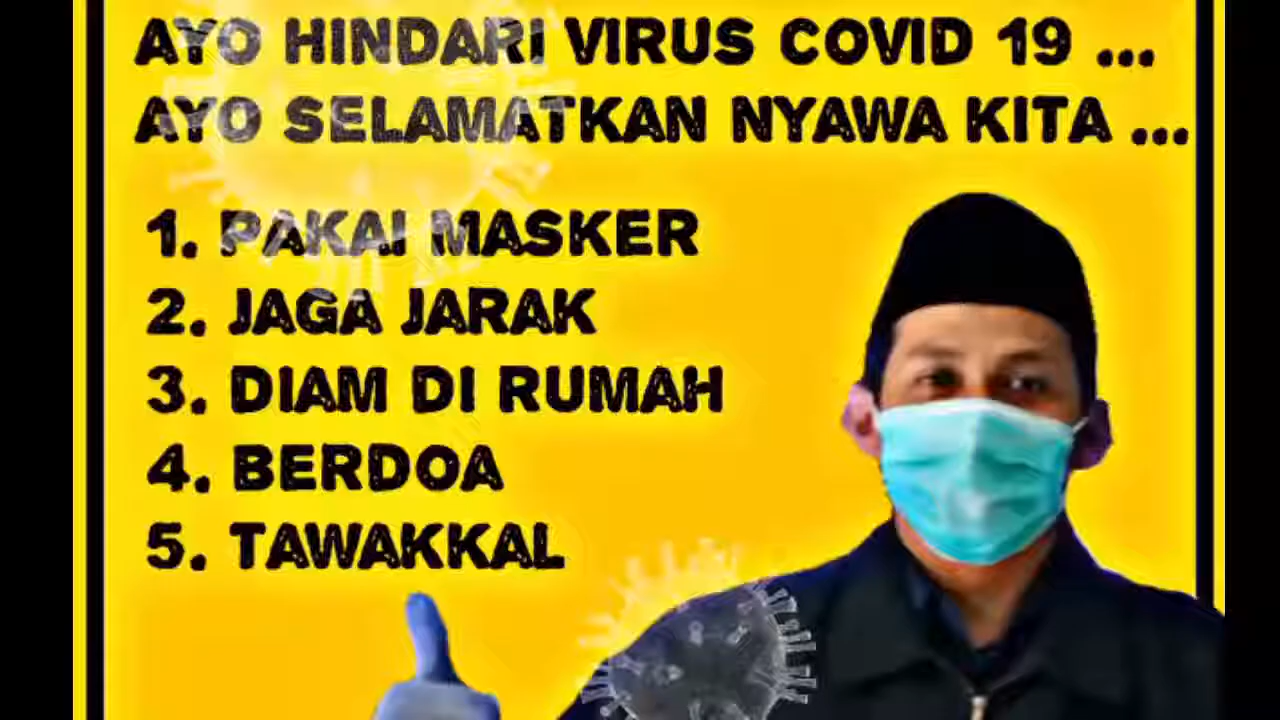 AYO HINDARI VIRUS COVID 19 ...
AYO SELAMATKAN NYAWA KITA ...
1. PAKAI MASKER
2. JAGA JARAK
3. DIAM DI RUMAH
4. BERDOA
5. TAWAKKAL